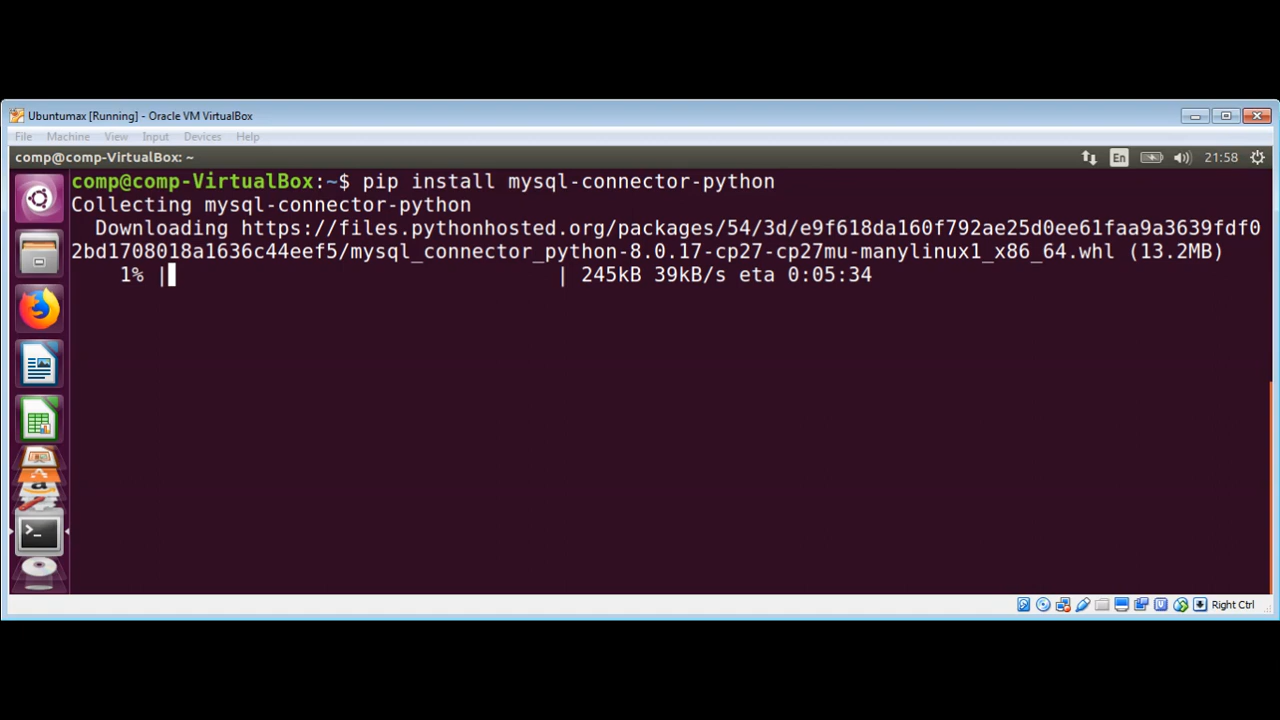 Ubuntumax [Running] - Oracle VM VirtualBox
File Machine View Input Devices Help
comp@comp-VirtualBox: ~ En 21:58
comp@comp-VirtualBox:~$ pip install mysql-connector-python
Collecting mysql-connector-python
Downloading https://files.pythonhosted.org/packages/54/3d/e9f618da160f792ae25d0ee61faa9a3639fdf0
2bd1708018a1636c44eef5/mysql_connector_python-8.0.17-cp27-cp27mu-manylinux1_x86_64.whl (13.2MB)
1% | | 245kB 39kB/s eta 0:05:34
Right Ctrl